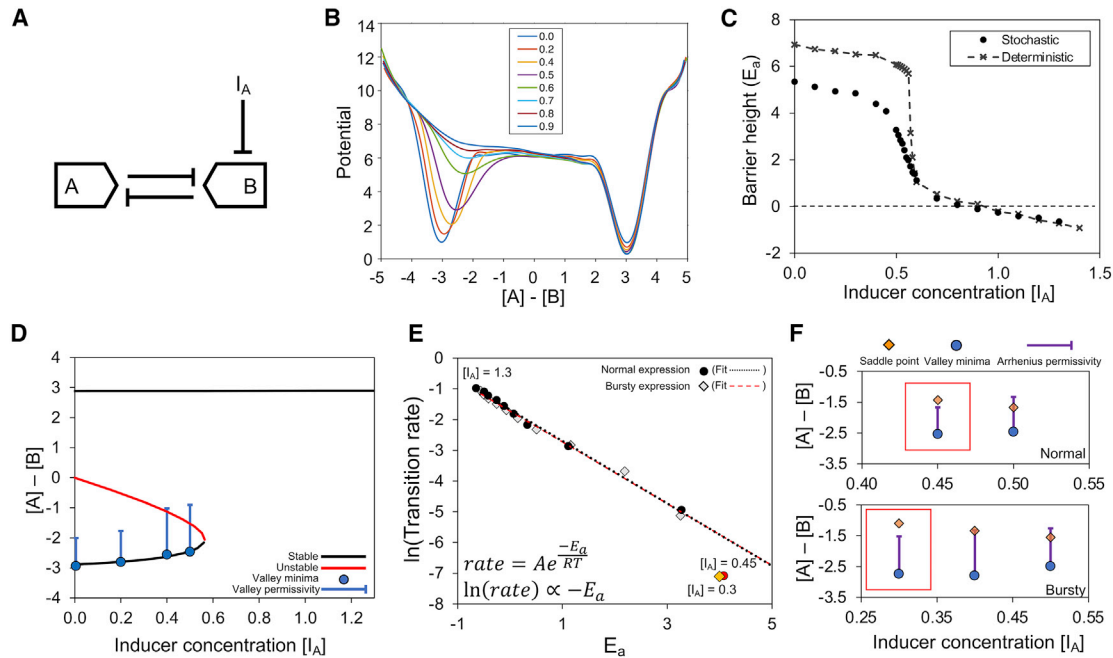 A
I_A
A
B
B
14
12
10
8
6
4
2
0
Potential
-5 -4 -3 -2 -1 0 1 2 3 4 5
[A] - [B]
0.0
0.2
0.4
0.5
0.6
0.7
0.8
0.9
C
8
6
4
2
0
-2
Barrier height (E_a)
Stochastic
Deterministic
0.0 0.5 1.0 1.5
Inducer concentration [I_A]
D
4
3
2
1
0
-1
-2
-3
-4
[A] – [B]
Stable
Unstable
Valley minima
Valley permissivity
0.0 0.2 0.4 0.6 0.8 1.0 1.2
Inducer concentration [I_A]
E
0
-1
-2
-3
-4
-5
-6
-7
-8
ln(Transition rate)
[I_A] = 1.3
Normal expression (Fit )
Bursty expression (Fit )
rate = Ae^{-E_a/RT}
ln(rate) ∝ -E_a
[I_A] = 0.45
[I_A] = 0.3
-1 1 3 5
E_a
F
Saddle point Valley minima Arrhenius permissivity
-0.5
-1.5
-2.5
-3.5
[A] – [B]
Normal
0.40 0.45 0.50 0.55
-0.5
-1.5
-2.5
-3.5
[A] – [B]
Bursty
0.25 0.35 0.45 0.55
Inducer concentration [I_A]